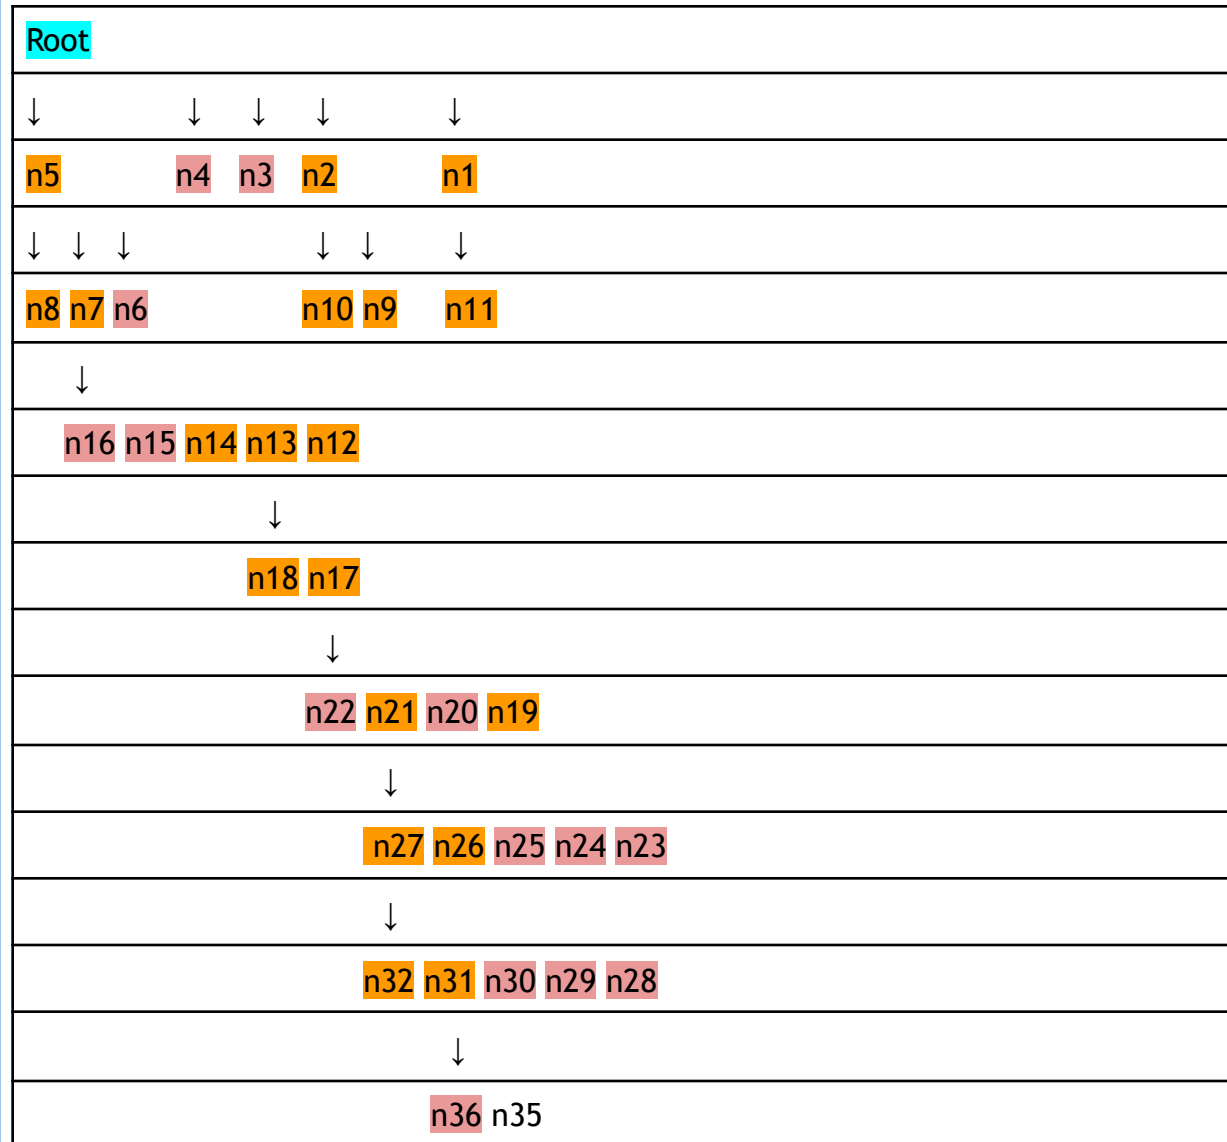 Root
↓ ↓ ↓ ↓ ↓
n5 n4 n3 n2 n1
↓ ↓ ↓ ↓ ↓ ↓
n8 n7 n6 n10 n9 n11
↓
n16 n15 n14 n13 n12
↓
n18 n17
↓
n22 n21 n20 n19
↓
n27 n26 n25 n24 n23
↓
n32 n31 n30 n29 n28
↓
n36 n35